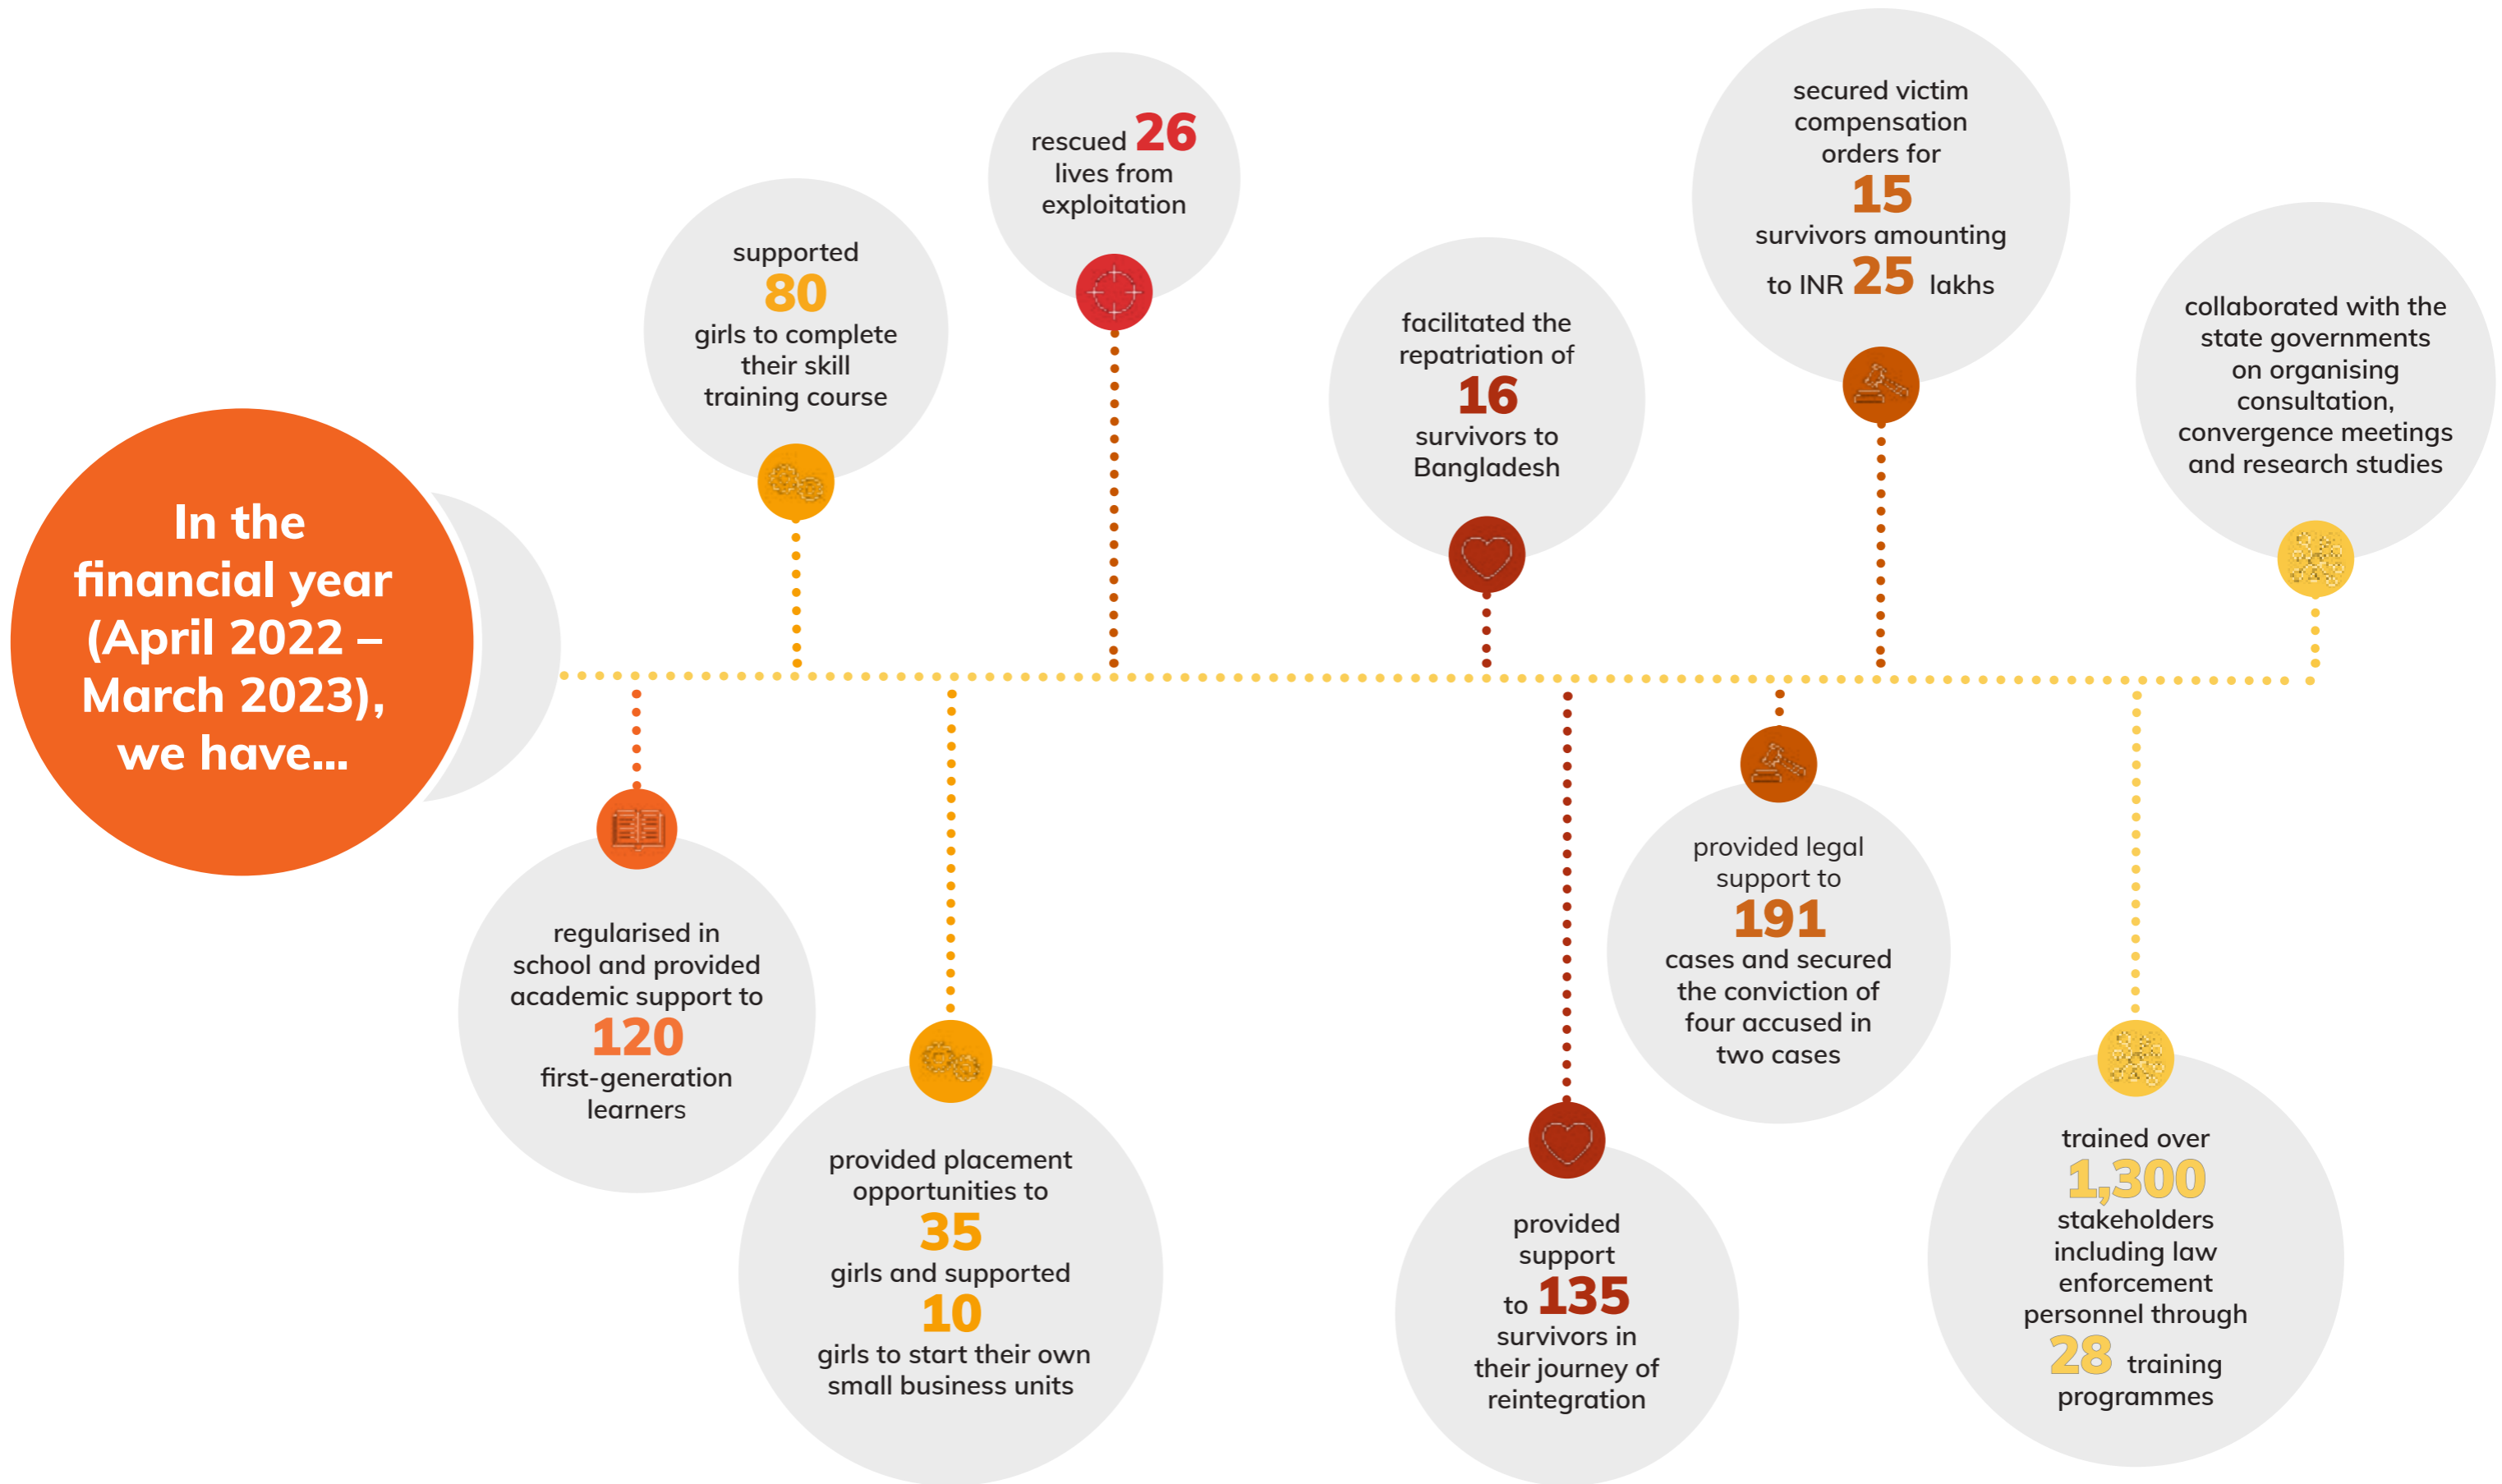 In the
financial year
(April 2022 –
March 2023),
we have...
regularised in
school and provided
academic support to
120
first-generation
learners
supported
80
girls to complete
their skill
training course
provided placement
opportunities to
35
girls and supported
10
girls to start their own
small business units
rescued 26
lives from
exploitation
facilitated the
repatriation of
16
survivors to
Bangladesh
provided
support
to 135
survivors in
their journey of
reintegration
provided legal
support to
191
cases and secured
the conviction of
four accused in
two cases
secured victim
compensation
orders for
15
survivors amounting
to INR 25 lakhs
trained over
1,300
stakeholders
including law
enforcement
personnel through
28 training
programmes
collaborated with the
state governments
on organising
consultation,
convergence meetings
and research studies